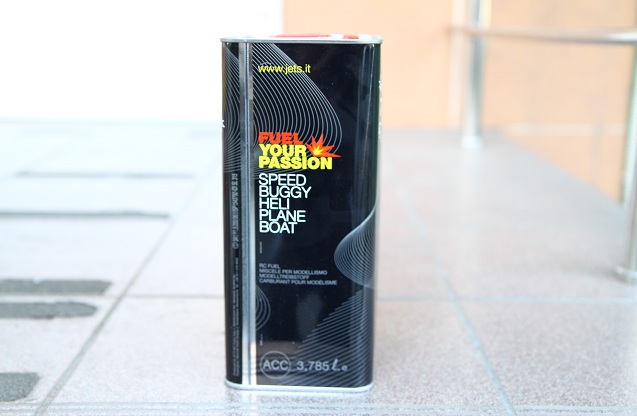 www.jets.it
FUEL
YOUR
PASSION
SPEED
BUGGY
HELI
PLANE
BOAT
RC FUEL
MISCELE PER MODELLISMO
MODELLTREIBSTOFF
CARBURANT POUR MODÉLISME
ACC 3,785 L e